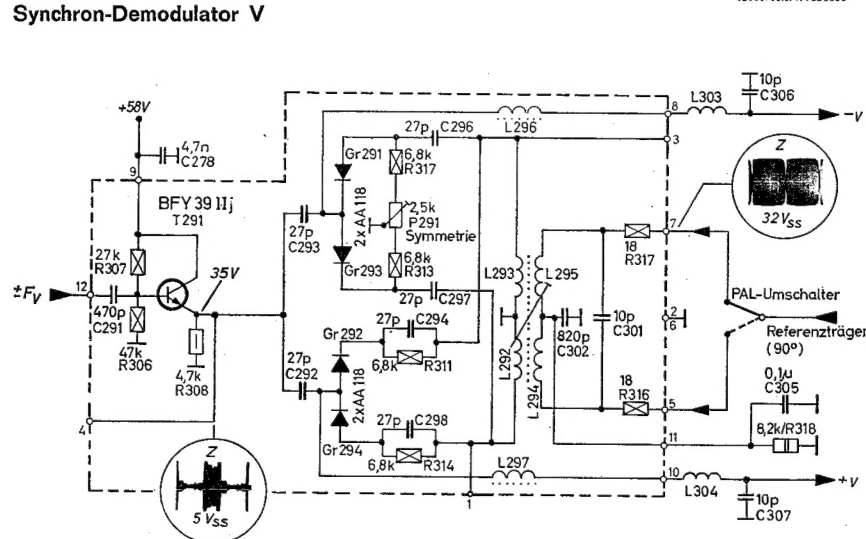 Synchron-Demodulator V
10p
C306
L303
8
-V
L296
3
+58V
4,7n
C278
9
27p C296
Gr291
6,8k
R317
2xAA118
2,5k
P291
Symmetrie
27p
C293
Gr293
6,8k
R313
27p C297
BFY 39 IIj
T291
27k
R307
35V
12
±FV
470p
C291
47k
R306
4,7k
R308
4
Z
5 Vss
Gr292
27p C294
6,8k R311
27p
C292
2xAA118
Gr294
27p C298
6,8k R314
1
L297
L293
L295
L292
L294
820p
C302
10p
C301
18
R317
7
Z
32Vss
2
6
PAL-Umschalter
Referenzträger
(90°)
18
R316
5
0,1µ
C305
8,2k/R318
11
10
L304
+V
10p
C307